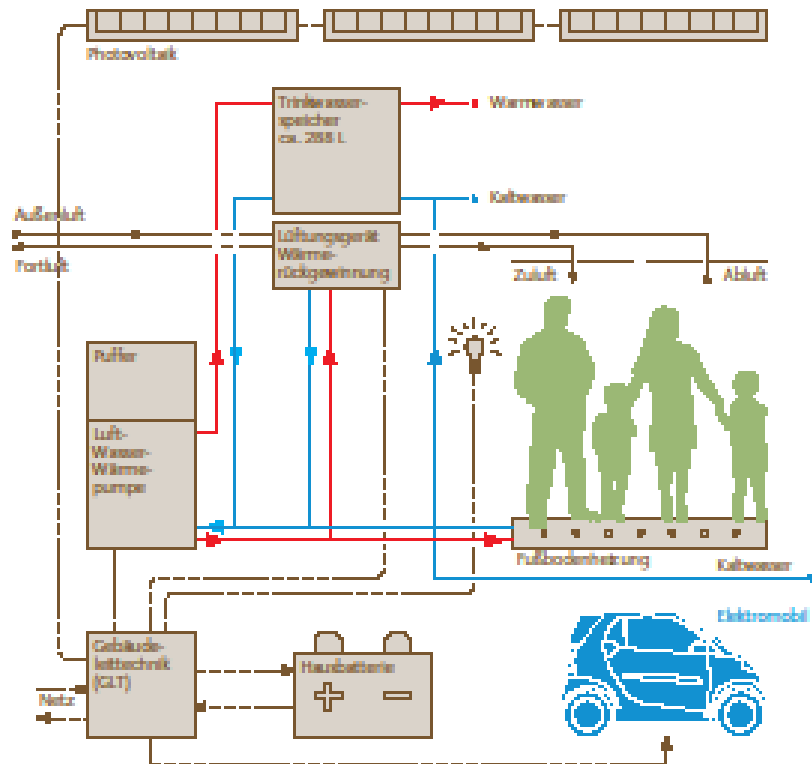 Photovoltaik
Trinkwasser-
speicher
ca. 288 L
Warmwasser
Kaltwasser
Außenluft
Fortluft
Lüftungsgerät
Wärme-
rückgewinnung
Zuluft
Abluft
Puffer
Luft-
Wasser-
Wärme-
pumpe
Fußbodenheizung
Kaltwasser
Elektromobil
Gebäude-
leittechnik
(GLT)
Hausbatterie
Netz